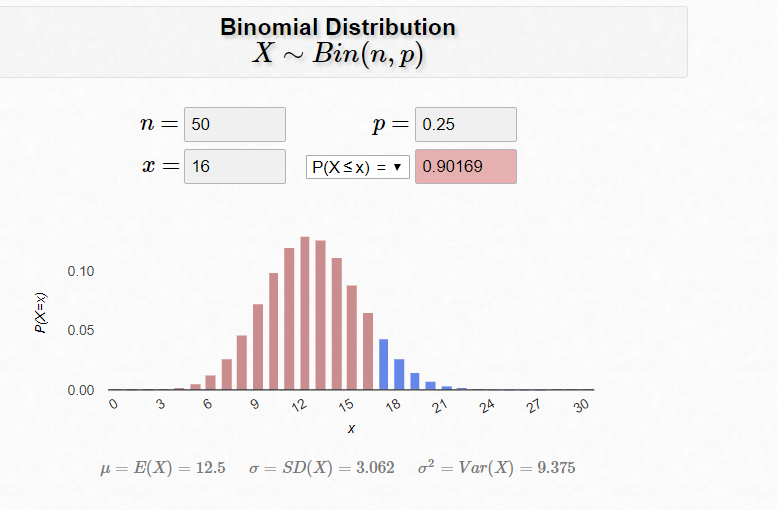 Binomial Distribution
X ∼ Bin(n, p)
n = 50 p = 0.25
x = 16 P(X ≤ x) = ▼ 0.90169
0.10
0.05
0.00
P(X=x)
0 3 6 9 12 15 18 21 24 27 30
x
μ = E(X) = 12.5 σ = SD(X) = 3.062 σ² = Var(X) = 9.375